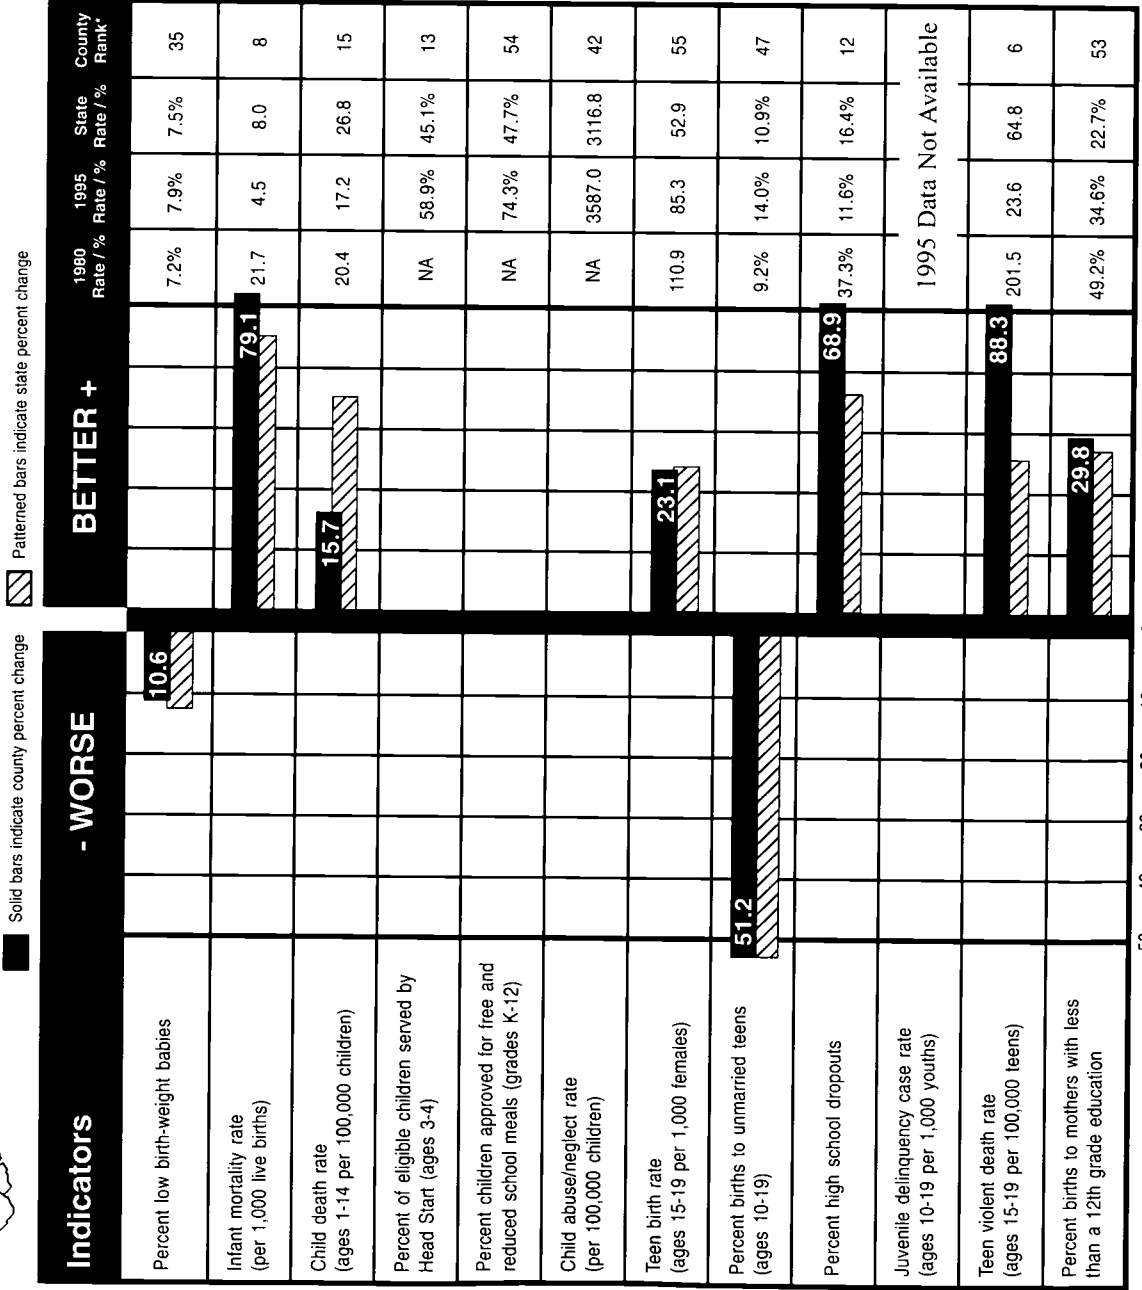 Solid bars indicate county percent change
Patterned bars indicate state percent change
Indicators
- WORSE
BETTER +
1980
Rate / %
1995
Rate / %
State
Rate / %
County
Rank*
Percent low birth-weight babies
10.6
7.2%
7.9%
7.5%
35
Infant mortality rate
(per 1,000 live births)
79.1
21.7
4.5
8.0
8
Child death rate
(ages 1-14 per 100,000 children)
15.7
20.4
17.2
26.8
15
Percent of eligible children served by
Head Start (ages 3-4)
NA
58.9%
45.1%
13
Percent children approved for free and
reduced school meals (grades K-12)
NA
74.3%
47.7%
54
Child abuse/neglect rate
(per 100,000 children)
NA
3587.0
3116.8
42
Teen birth rate
(ages 15-19 per 1,000 females)
23.1
110.9
85.3
52.9
55
Percent births to unmarried teens
(ages 10-19)
51.2
9.2%
14.0%
10.9%
47
Percent high school dropouts
68.9
37.3%
11.6%
16.4%
12
Juvenile delinquency case rate
(ages 10-19 per 1,000 youths)
1995 Data Not Available
Teen violent death rate
(ages 15-19 per 100,000 teens)
88.3
201.5
23.6
64.8
6
Percent births to mothers with less
than a 12th grade education
29.8
49.2%
34.6%
22.7%
53